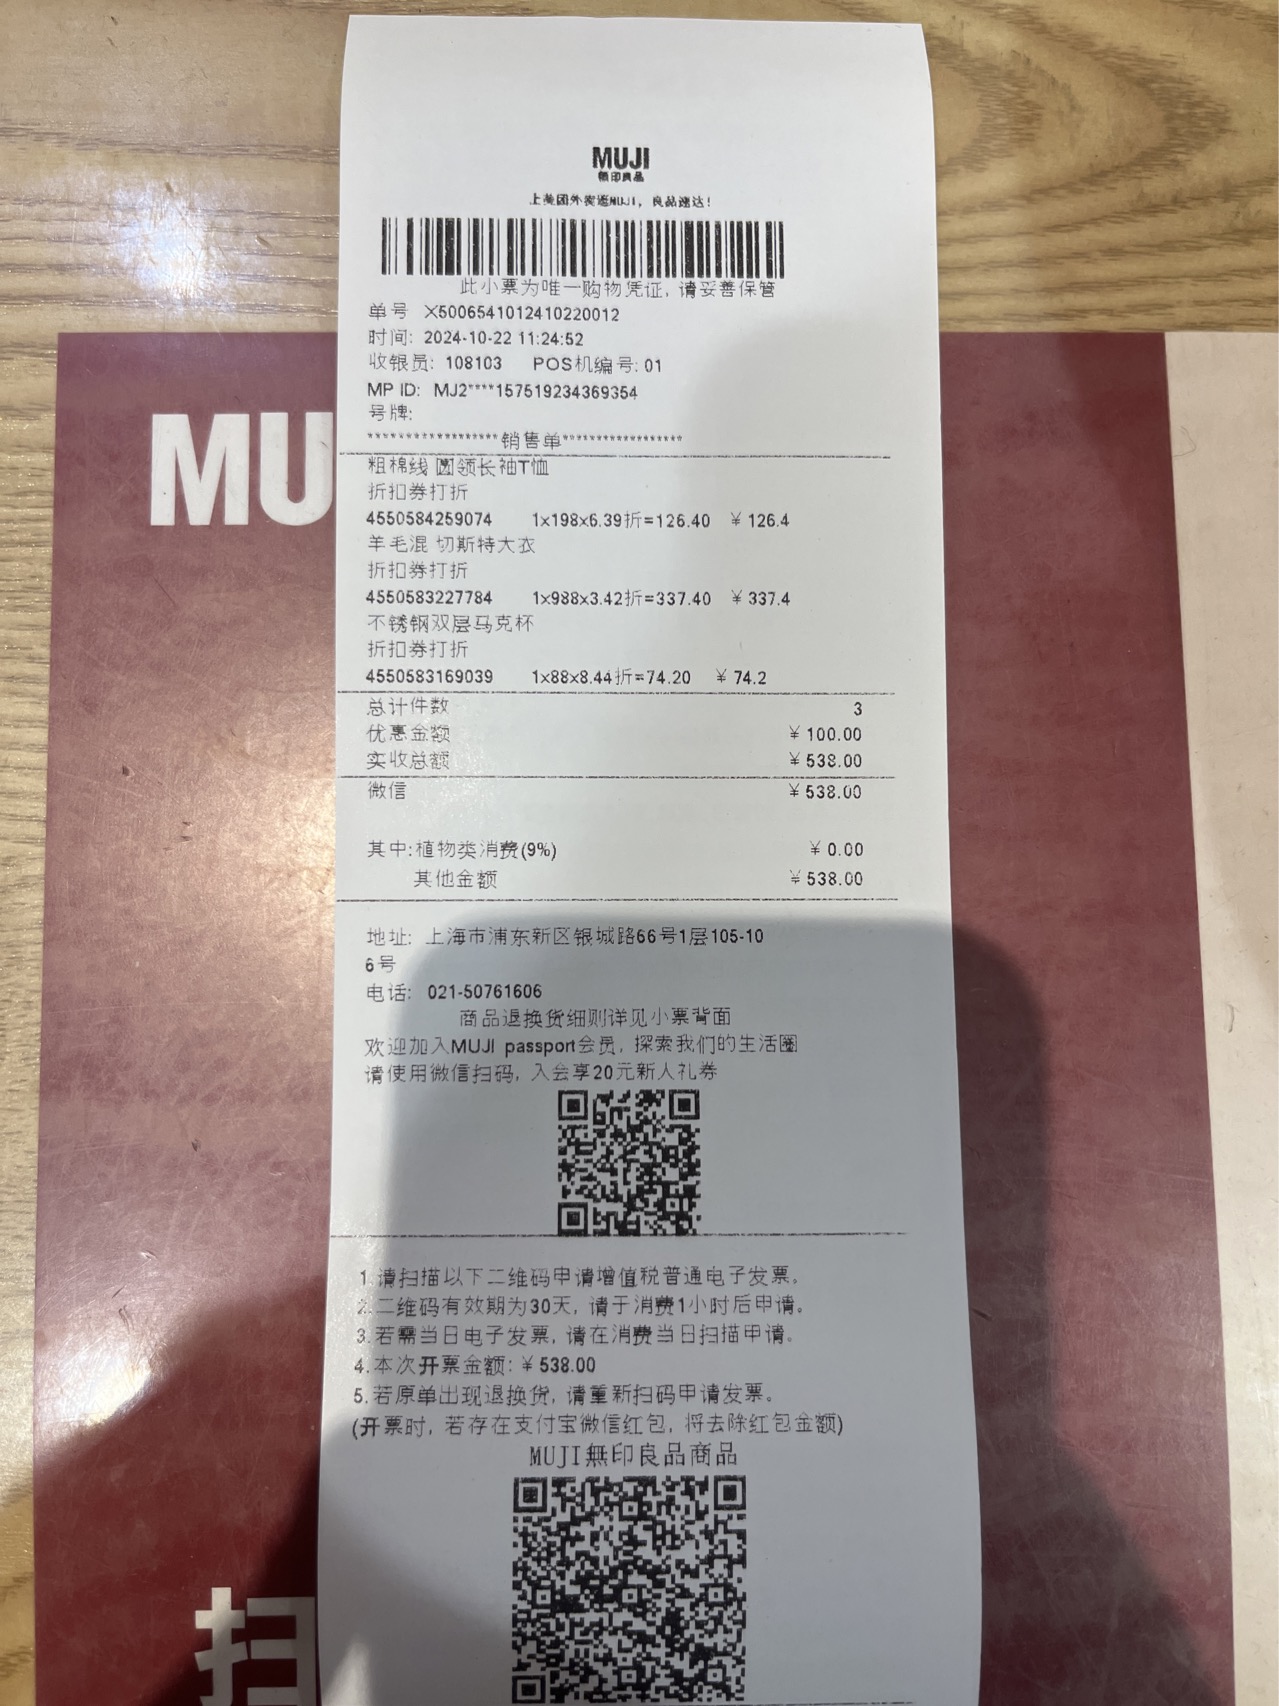 MUJI
無印良品
上美团外卖逛MUJI，良品速达！
此小票为唯一购物凭证, 请妥善保管
单号 X5006541012410220012
时间: 2024-10-22 11:24:52
收银员: 108103 POS机编号: 01
MP ID: MJ2****157519234369354
号牌:
*******************销售单******************
粗棉线 圆领长袖T恤
折扣券打折
4550584259074 1x198x6.39折=126.40 ￥126.4
羊毛混 切斯特大衣
折扣券打折
4550583227784 1x988x3.42折=337.40 ￥337.4
不锈钢双层马克杯
折扣券打折
4550583169039 1x88x8.44折=74.20 ￥74.2
总计件数 3
优惠金额 ￥100.00
实收总额 ￥538.00
微信 ￥538.00
其中:植物类消费(9%) ￥0.00
其他金额 ￥538.00
地址: 上海市浦东新区银城路66号1层105-10
6号
电话: 021-50761606
商品退换货细则详见小票背面
欢迎加入MUJI passport会员, 探索我们的生活圈
请使用微信扫码, 入会享20元新人礼券
1.请扫描以下二维码申请增值税普通电子发票。
2.二维码有效期为30天, 请于消费1小时后申请。
3.若需当日电子发票, 请在消费当日扫描申请。
4.本次开票金额: ￥538.00
5.若原单出现退换货, 请重新扫码申请发票。
(开票时, 若存在支付宝微信红包, 将去除红包金额)
MUJI無印良品商品
MU
扫